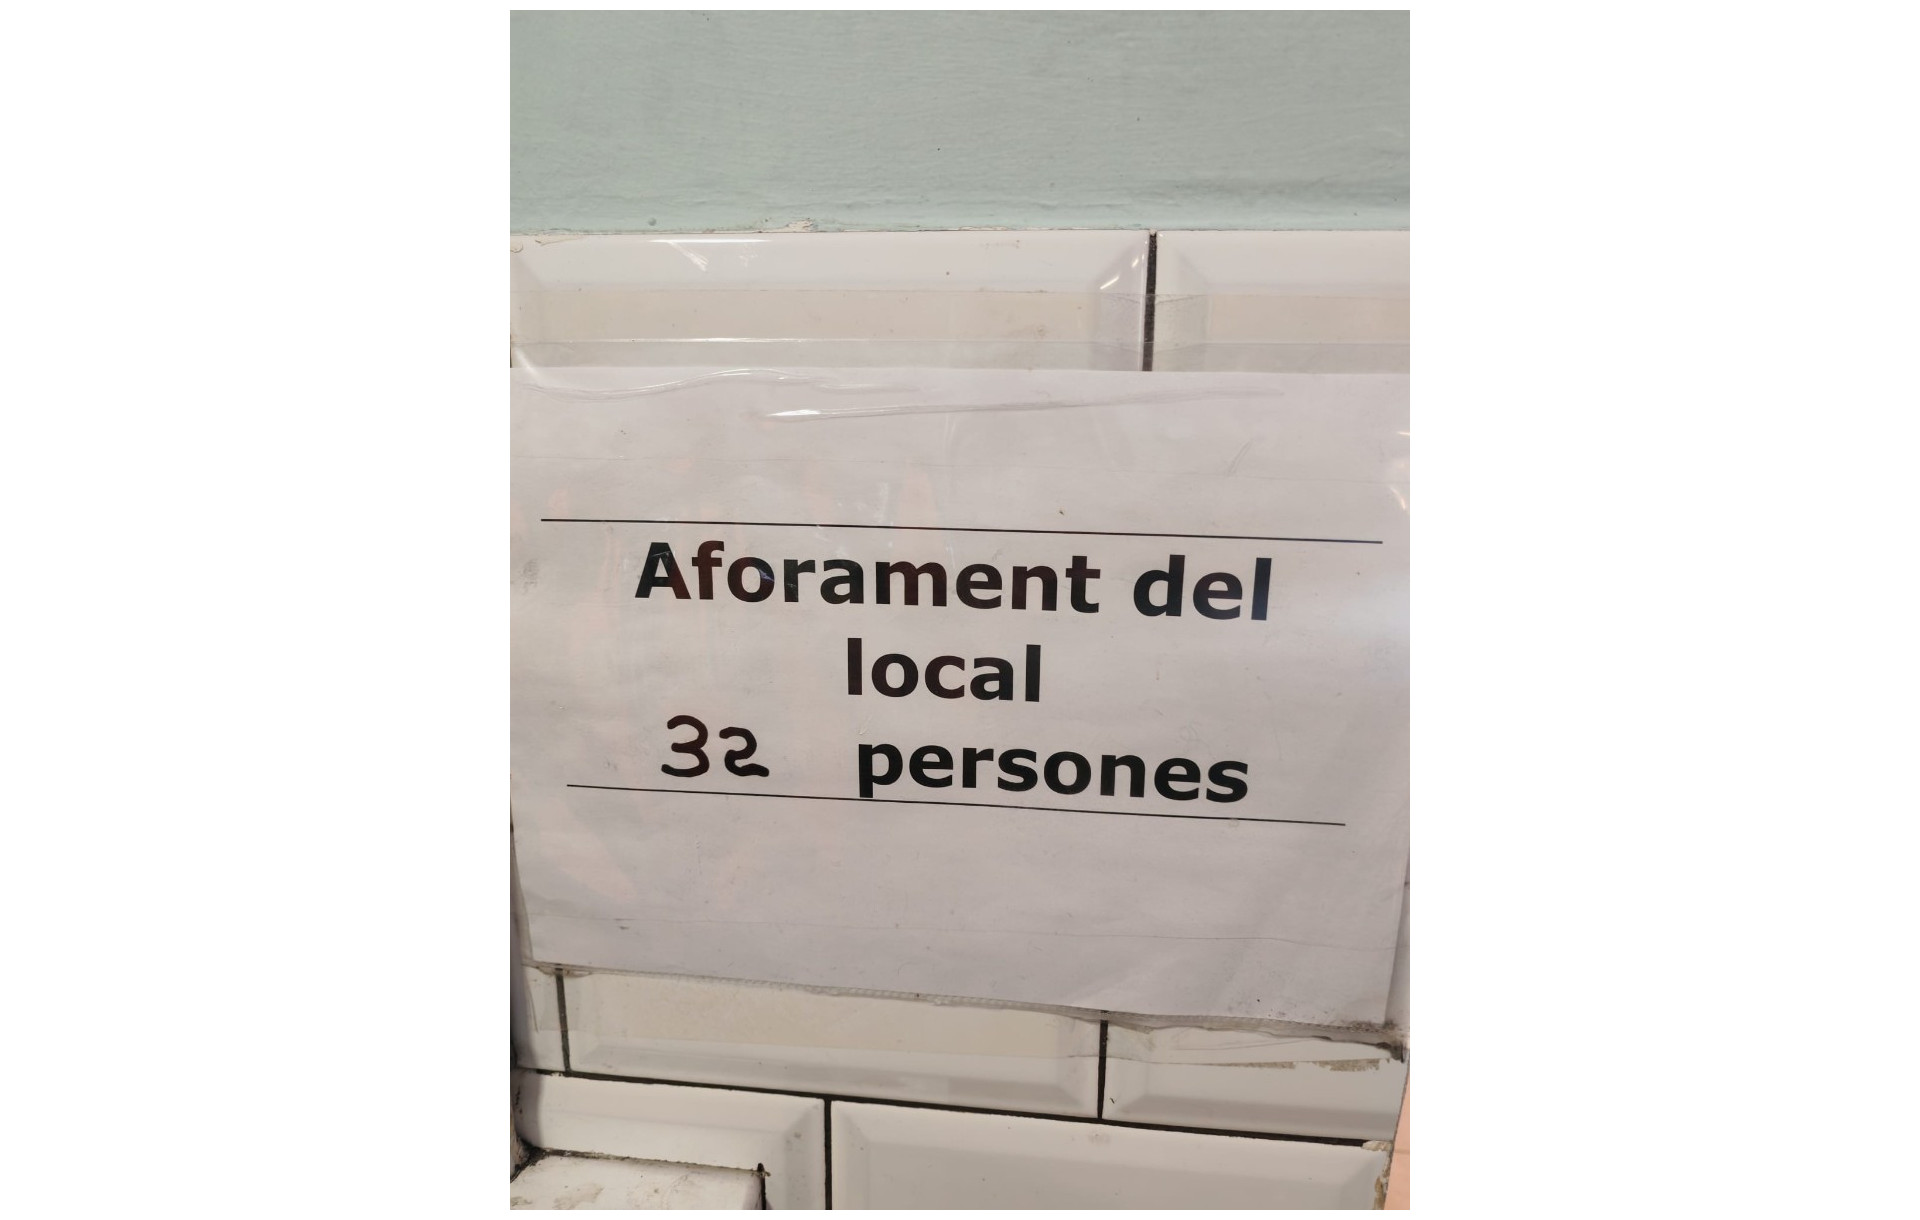 Aforament del
local
32 persones